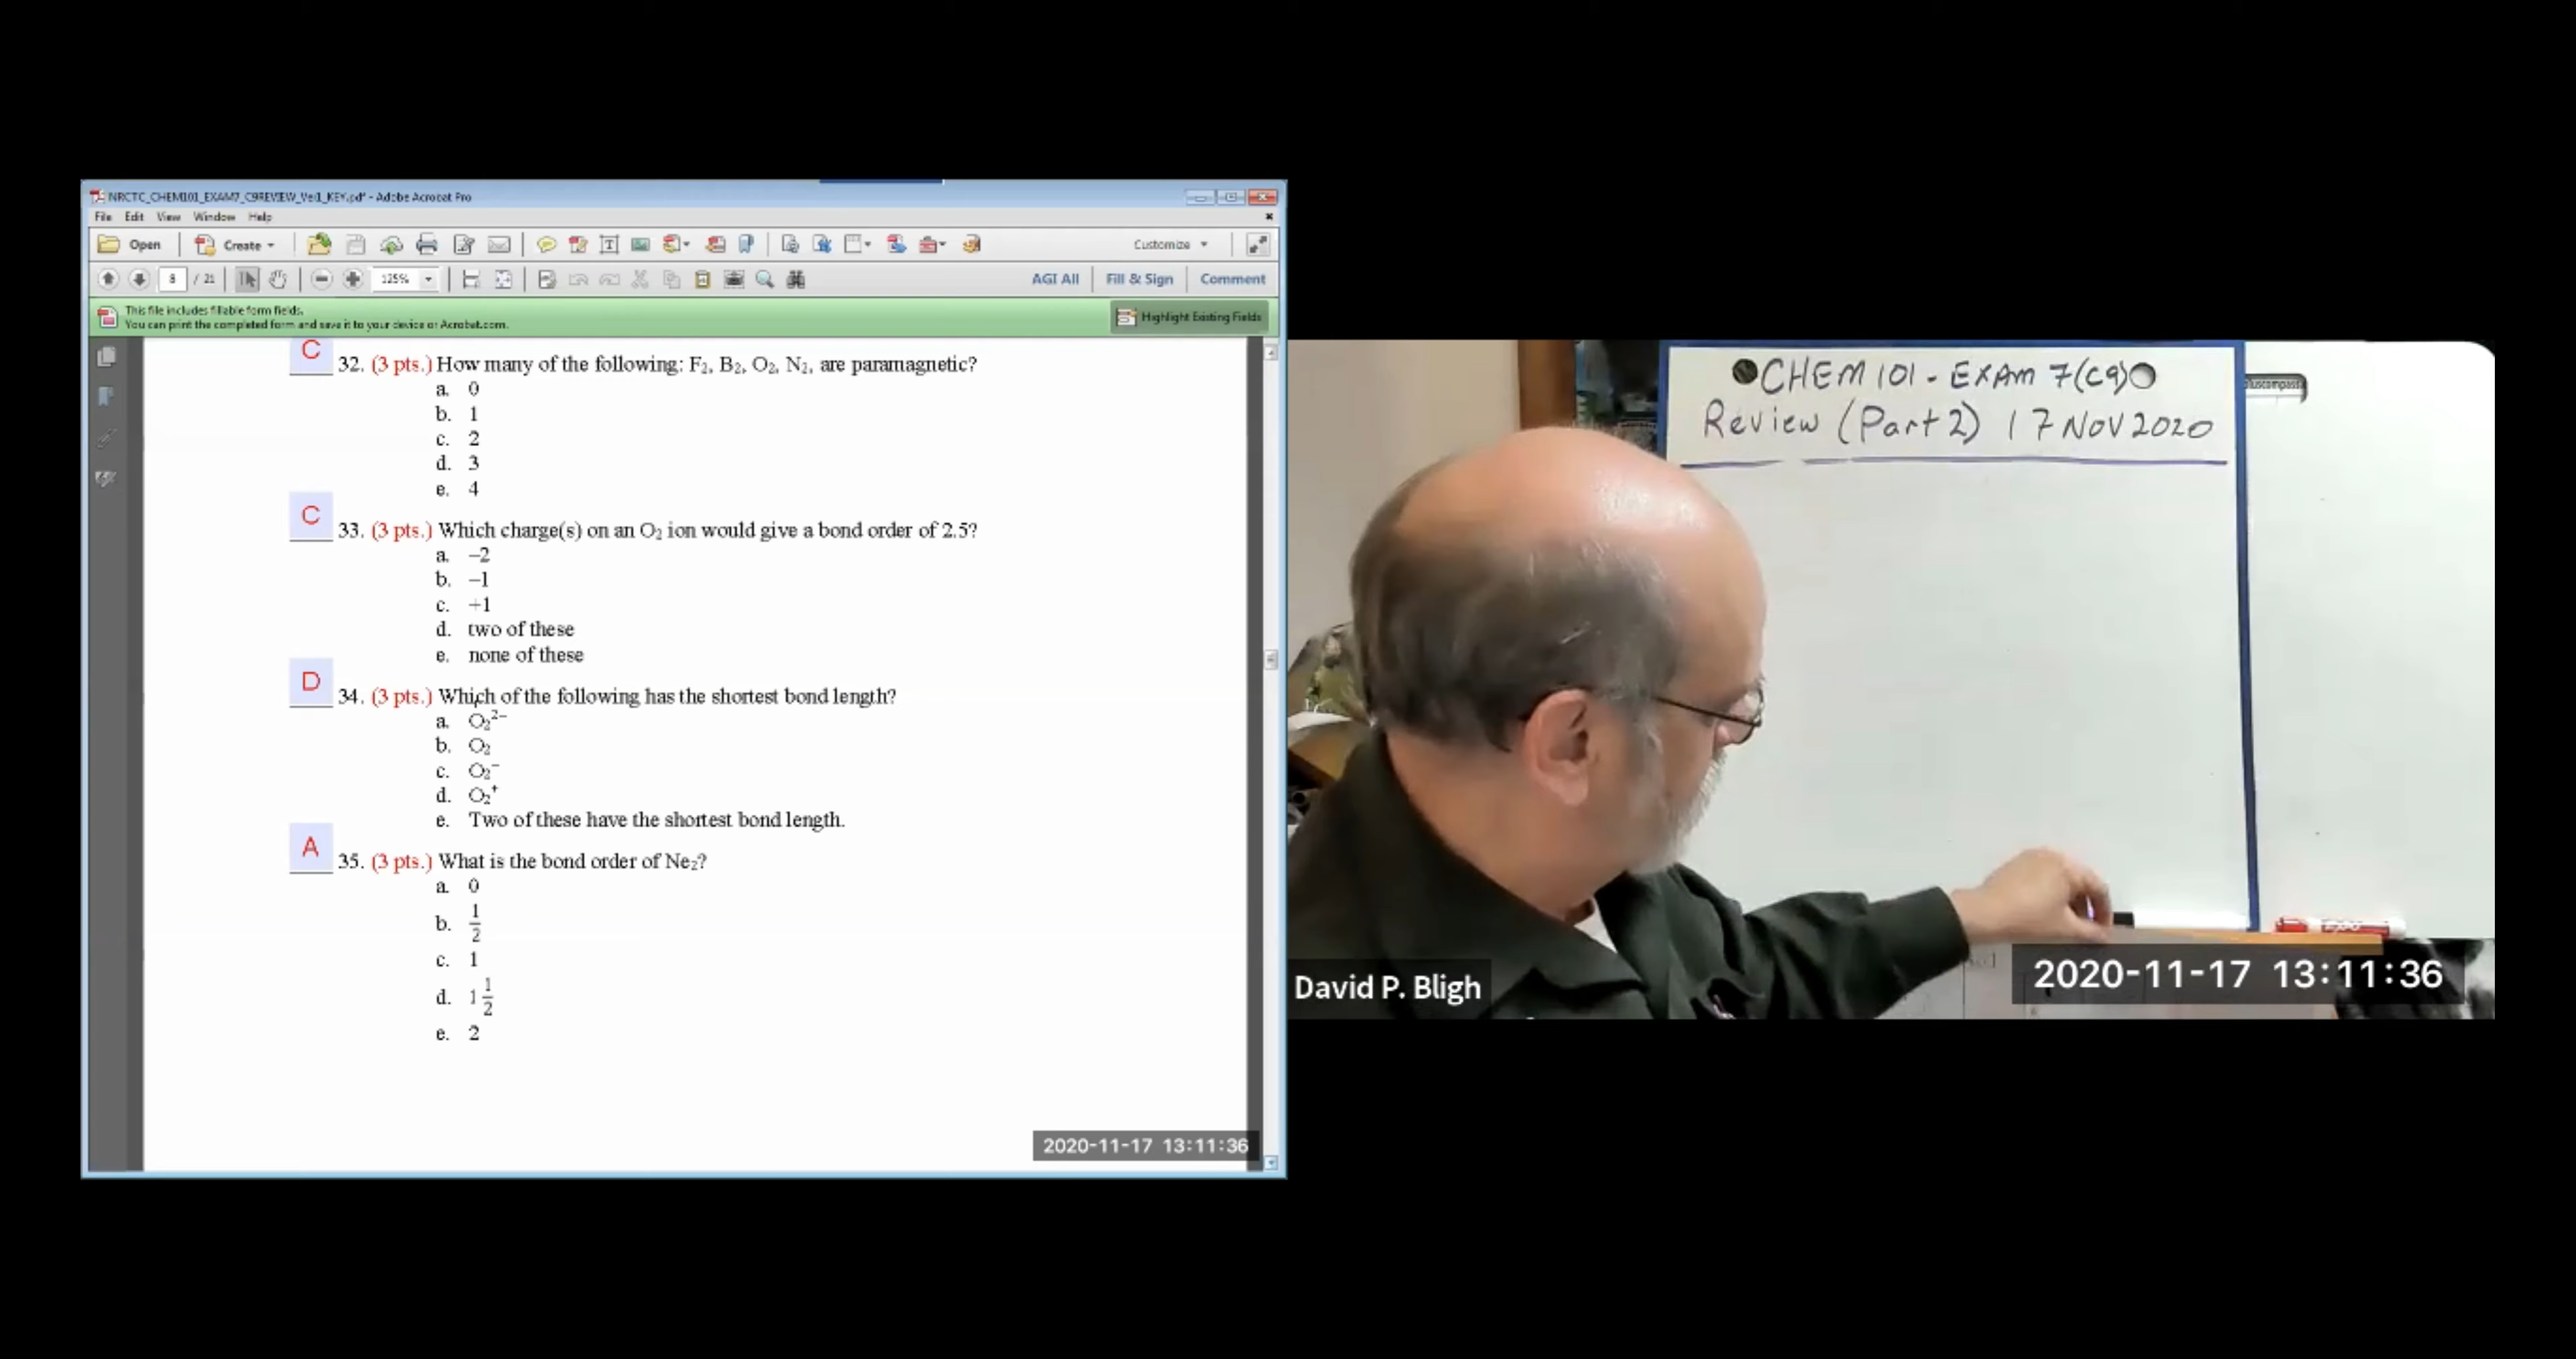 NRCTC_CHEM101_EXAM7_C9REVIEW_Ver1_KEY.pdf* - Adobe Acrobat Pro
File Edit View Window Help
Open Create Customize
8 / 21 125% AGI All Fill & Sign Comment
This file includes fillable form fields.
You can print the completed form and save it to your device or Acrobat.com.
Highlight Existing Fields
C 32. (3 pts.) How many of the following: F₂, B₂, O₂, N₂, are paramagnetic?
a. 0
b. 1
c. 2
d. 3
e. 4
C 33. (3 pts.) Which charge(s) on an O₂ ion would give a bond order of 2.5?
a. –2
b. –1
c. +1
d. two of these
e. none of these
D 34. (3 pts.) Which of the following has the shortest bond length?
a. O₂²⁻
b. O₂
c. O₂⁻
d. O₂⁺
e. Two of these have the shortest bond length.
A 35. (3 pts.) What is the bond order of Ne₂?
a. 0
b. 1/2
c. 1
d. 1 1/2
e. 2
2020-11-17 13:11:36
CHEM 101 - EXAM 7 (C9)
Review (Part 2) 17 NOV 2020
David P. Bligh
2020-11-17 13:11:36